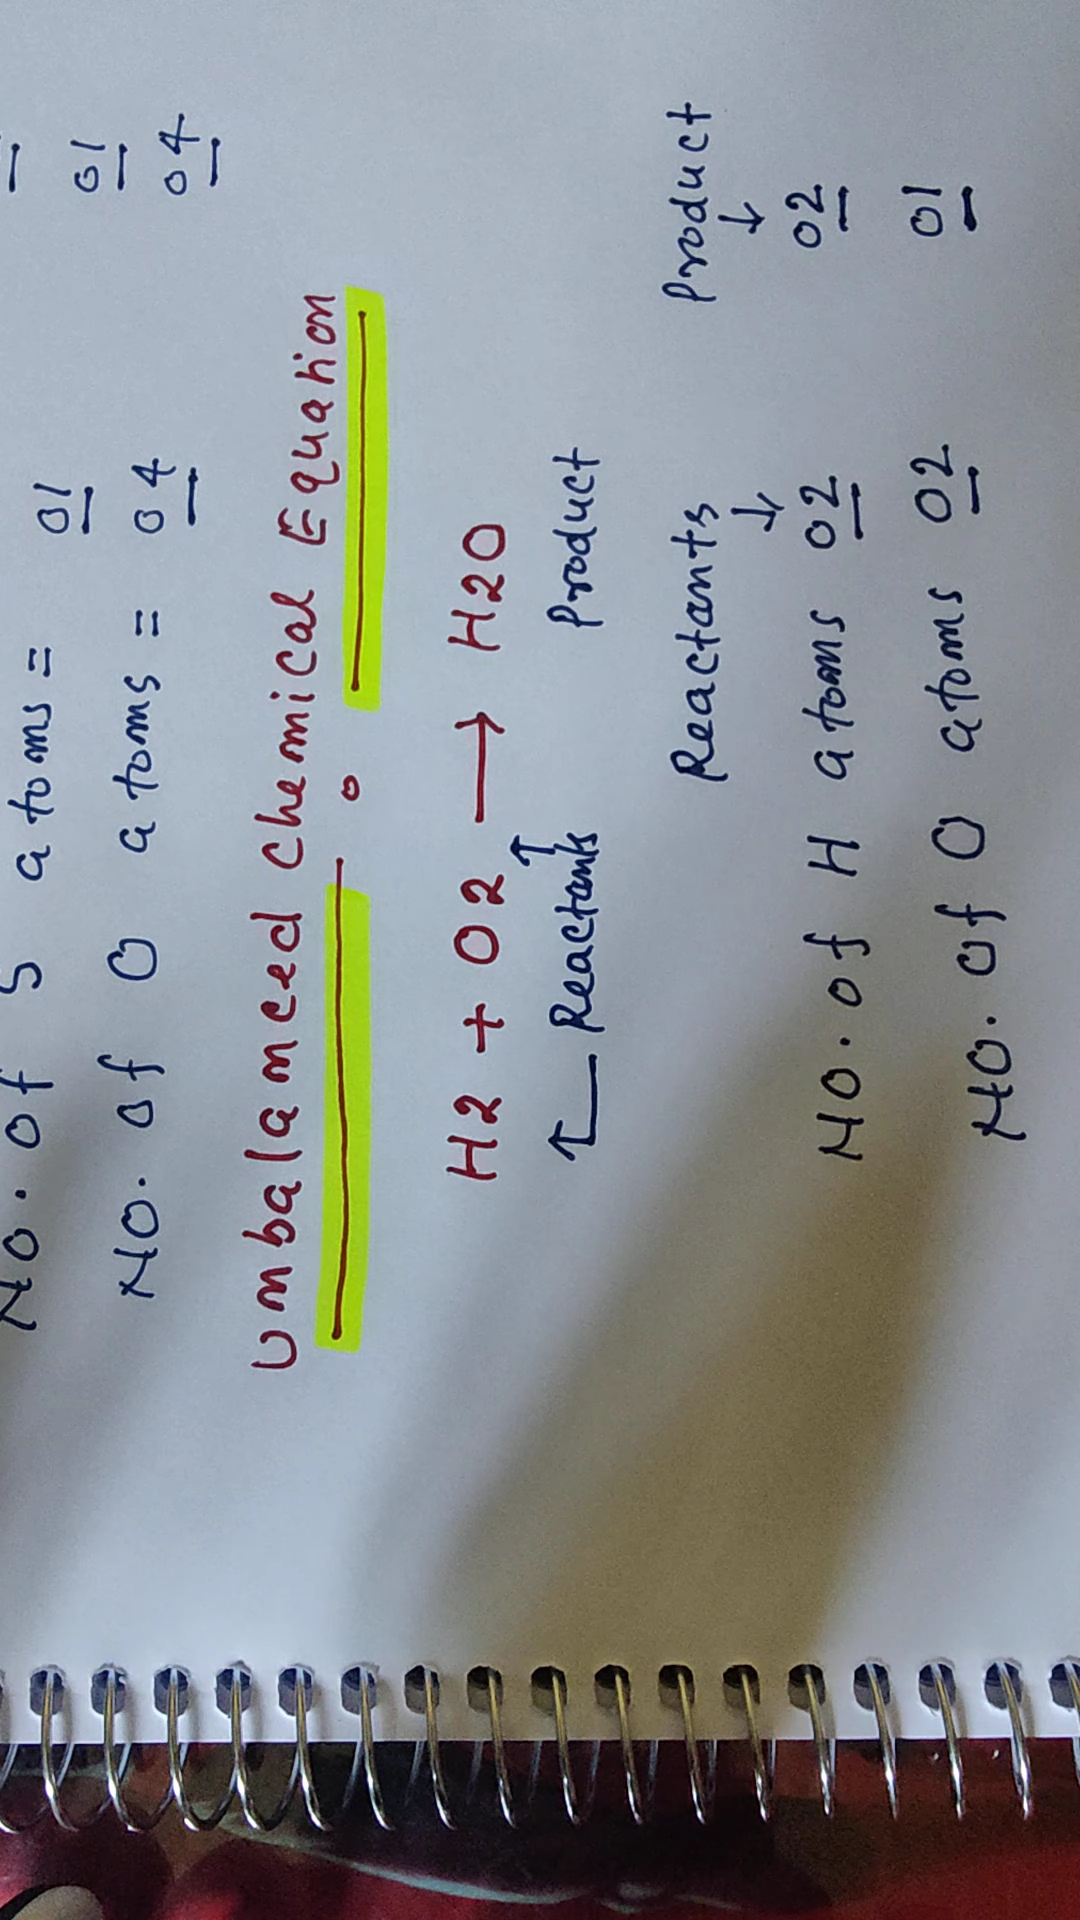 No. of S atoms = 01 01
No. of O atoms = 04 04
Unbalanced Chemical Equation
H2 + O2 → H2O
↑ Reactants ↑ Product
Reactants Product
↓ ↓
No. of H atoms 02 02
No. of O atoms 02 01